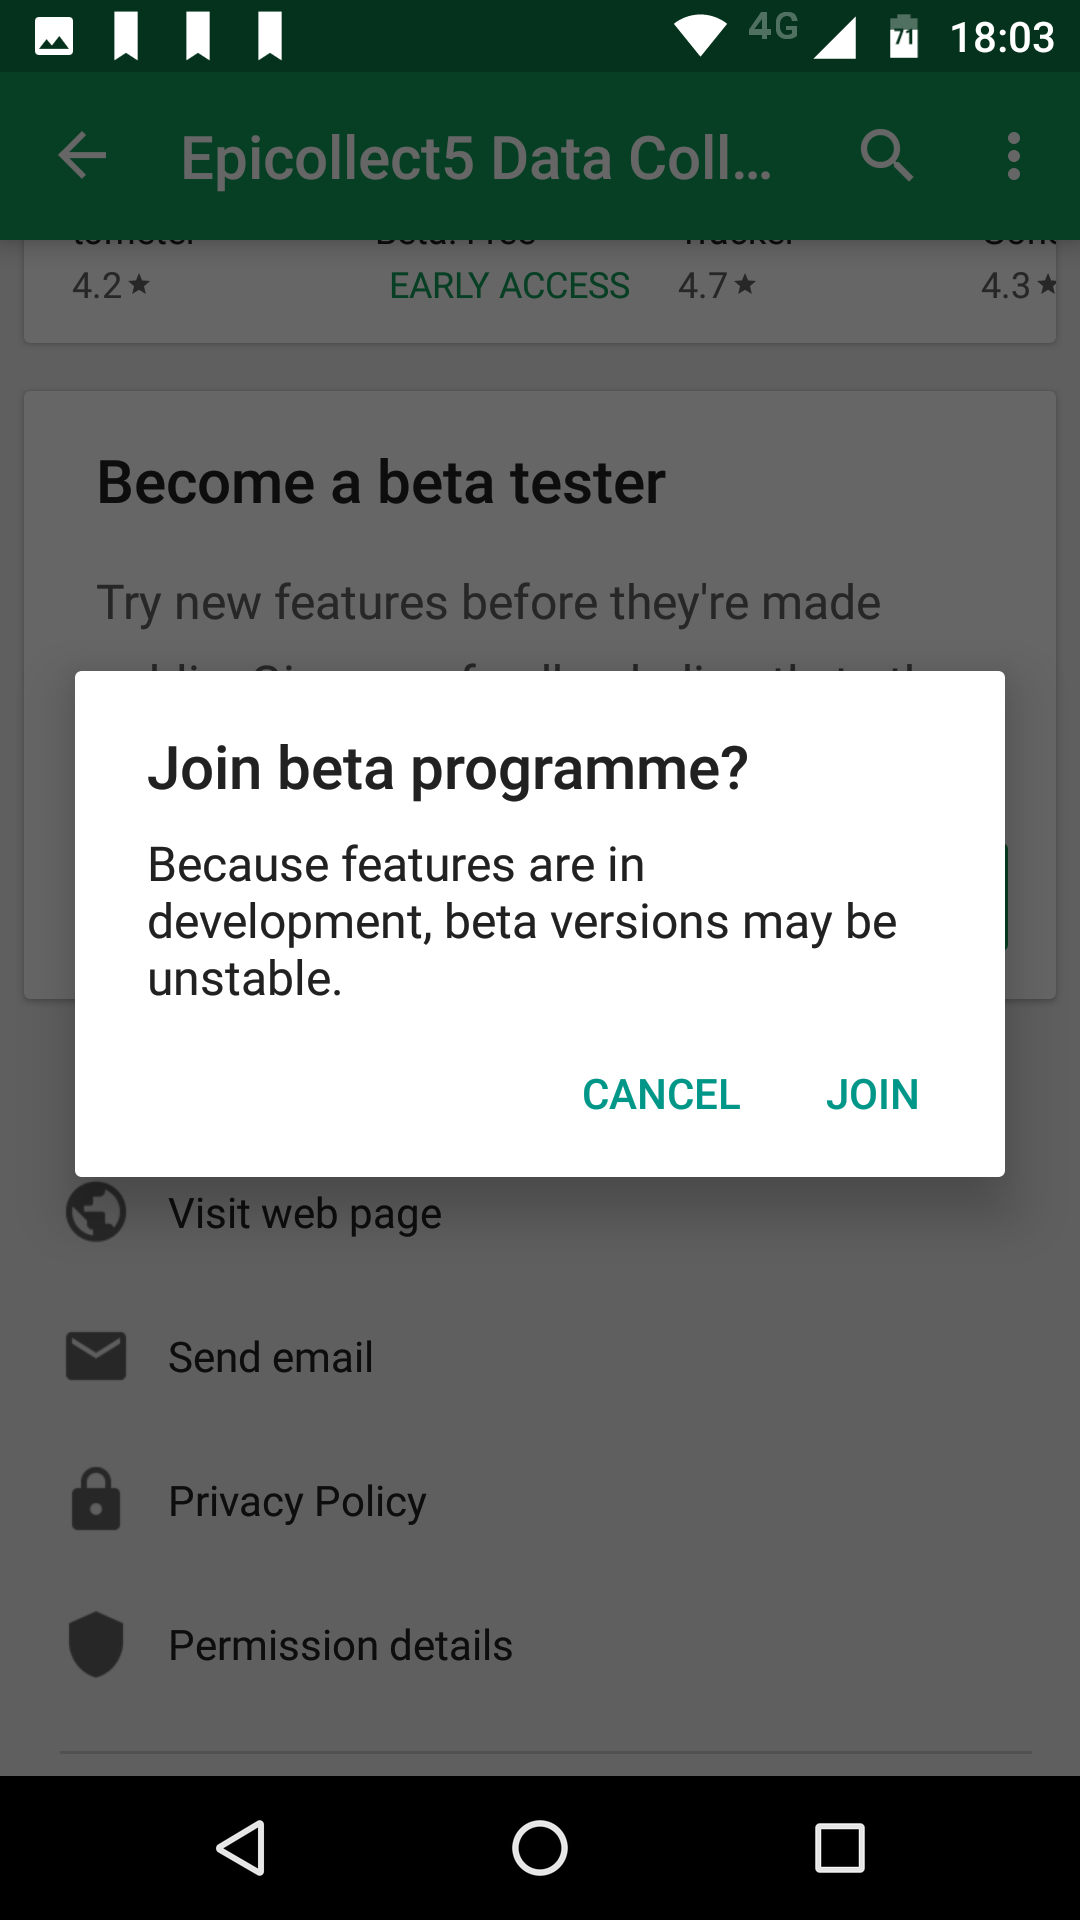 4G 71 18:03
Epicollect5 Data Coll...
4.2 EARLY ACCESS 4.7 4.3
Become a beta tester
Try new features before they're made
Join beta programme?
Because features are in
development, beta versions may be
unstable.
CANCEL JOIN
Visit web page
Send email
Privacy Policy
Permission details